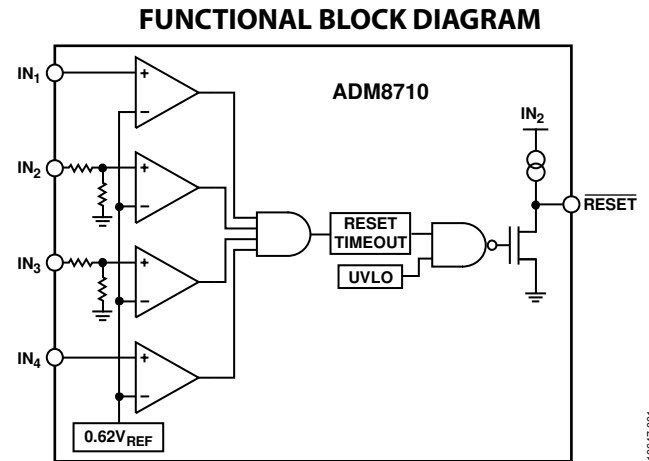 FUNCTIONAL BLOCK DIAGRAM
ADM8710
IN1
+
−
IN2
IN2
+
−
RESET
RESET
TIMEOUT
UVLO
IN3
+
−
IN4
+
−
0.62VREF